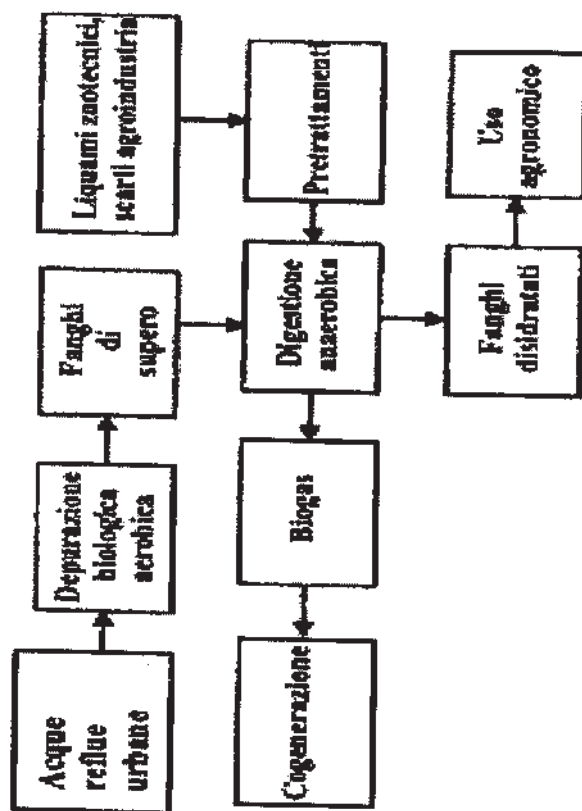 Acque
reflue
urbane
Depurazione
biologica
aerobica
Fanghi
di
supero
Liquami zootecnici,
scarti agroindustria
Cogenerazione
Biogas
Digestione
anaerobica
Pretrattamenti
Fanghi
disidratati
Uso
agronomico